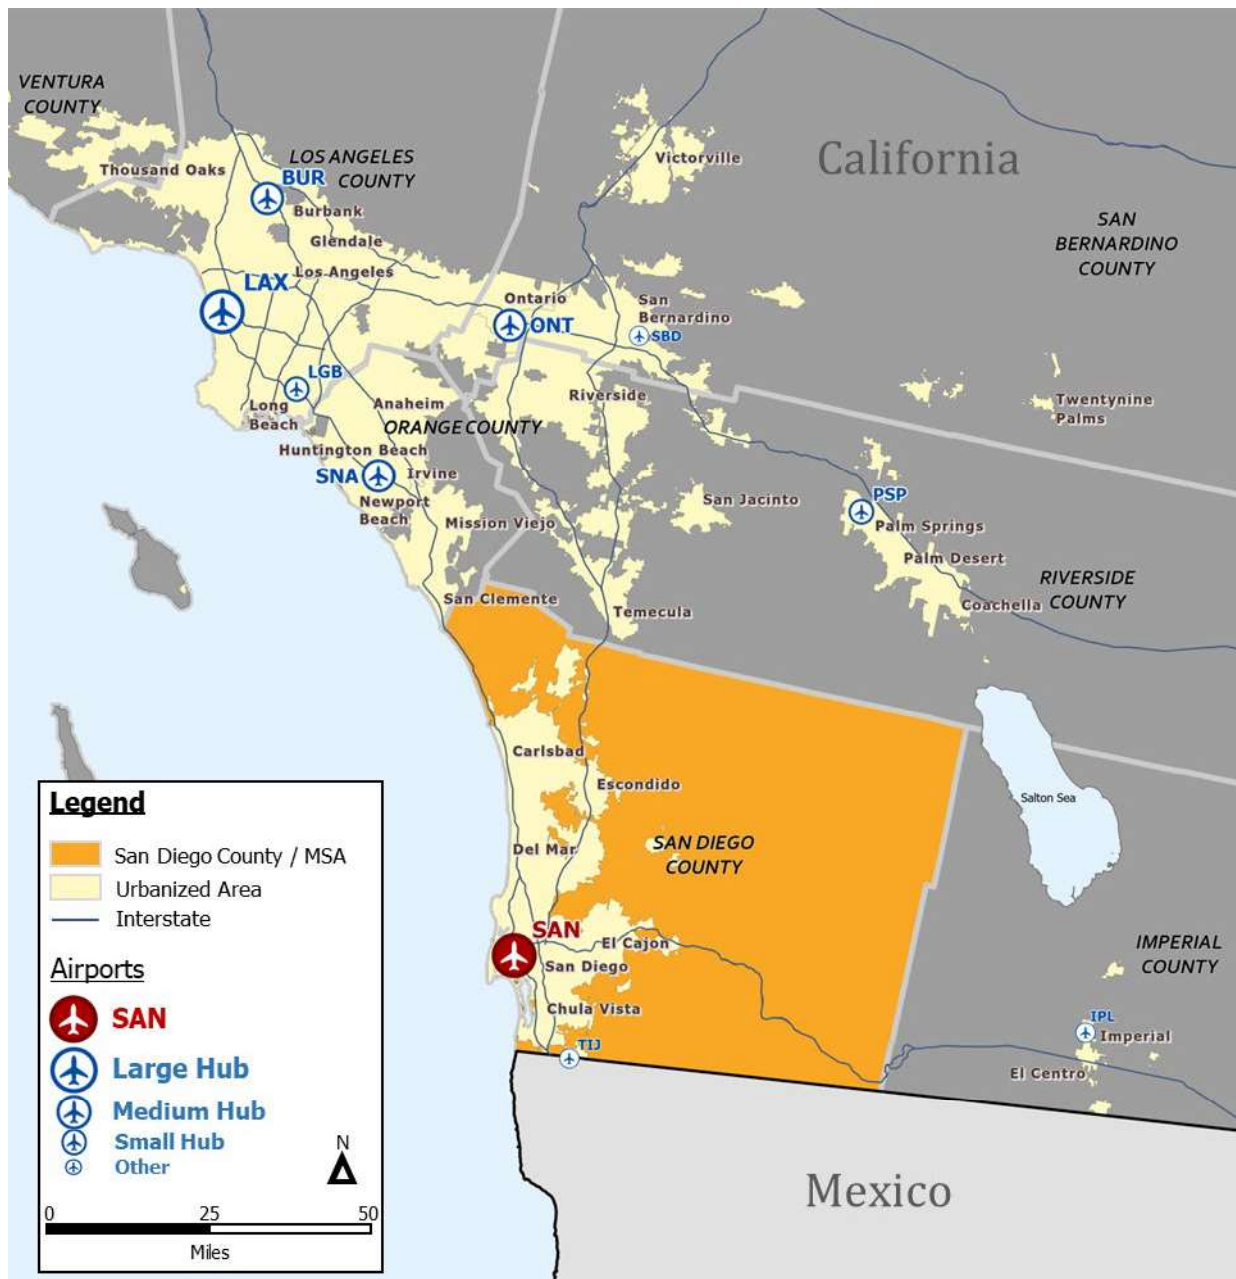 VENTURA
COUNTY
California
Thousand Oaks
LOS ANGELES
COUNTY
BUR
Burbank
Glendale
Victorville
SAN
BERNARDINO
COUNTY
Los Angeles
LAX
Ontario
ONT
San
Bernardino
SBD
LGB
Long
Beach
Anaheim
ORANGE COUNTY
Riverside
Twentynine
Palms
Huntington Beach
SNA
Irvine
Newport
Beach
Mission Viejo
San Jacinto
PSP
Palm Springs
Palm Desert
Coachella
RIVERSIDE
COUNTY
San Clemente
Temecula
Carlsbad
Escondido
Del Mar
SAN DIEGO
COUNTY
Salton Sea
SAN
El Cajon
San Diego
Chula Vista
TIJ
IMPERIAL
COUNTY
IPL
Imperial
El Centro
Mexico
Legend
San Diego County / MSA
Urbanized Area
Interstate
Airports
SAN
Large Hub
Medium Hub
Small Hub
Other
N
0 25 50
Miles